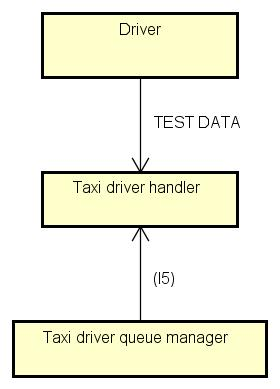 Driver
TEST DATA
Taxi driver handler
(I5)
Taxi driver queue manager